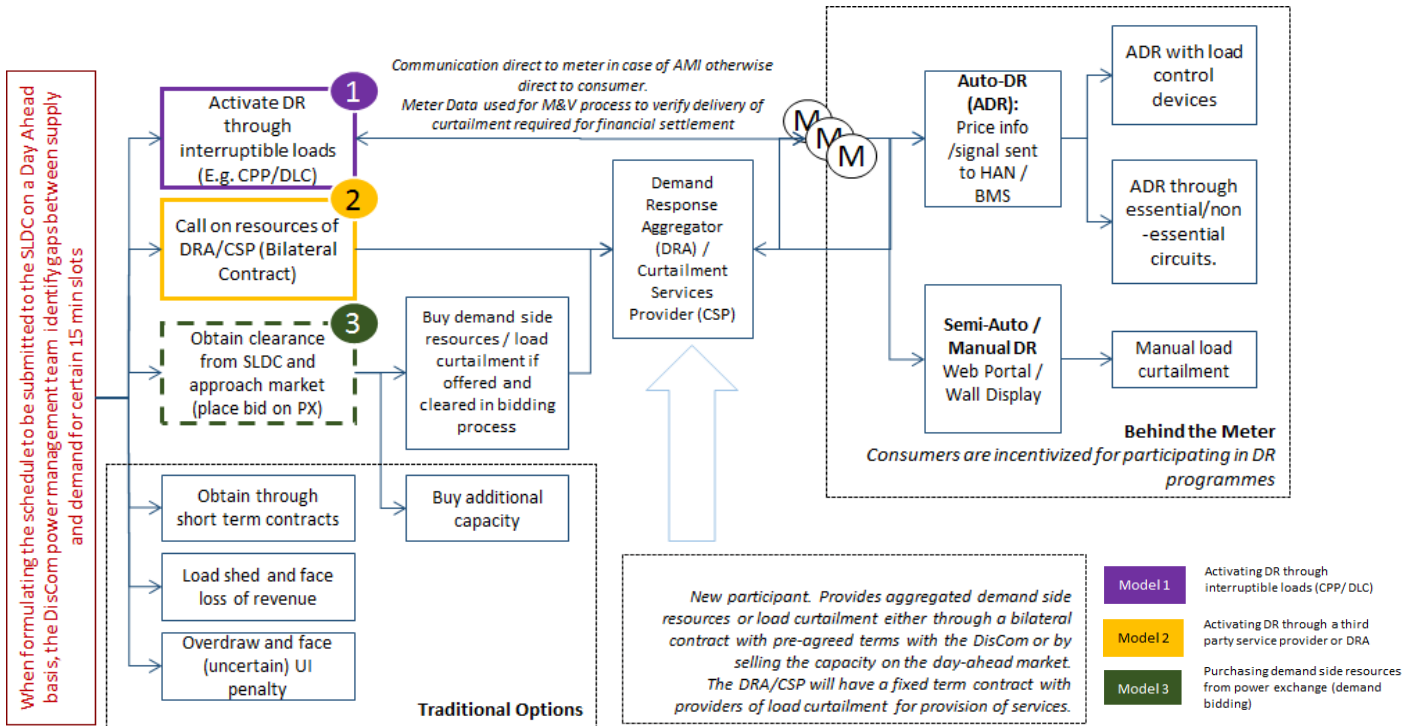 When formulating the schedule to be submitted to the SLDC on a Day Ahead
basis, the DisCom power management team identify gaps between supply
and demand for certain 15 min slots
1
Activate DR
through
interruptible loads
(E.g. CPP/DLC)
2
Call on resources of
DRA/CSP (Bilateral
Contract)
3
Obtain clearance
from SLDC and
approach market
(place bid on PX)
Obtain through
short term contracts
Load shed and face
loss of revenue
Overdraw and face
(uncertain) UI
penalty
Buy demand side
resources / load
curtailment if
offered and
cleared in bidding
process
Buy additional
capacity
Traditional Options
Communication direct to meter in case of AMI otherwise
direct to consumer.
Meter Data used for M&V process to verify delivery of
curtailment required for financial settlement
Demand
Response
Aggregator
(DRA) /
Curtailment
Services
Provider (CSP)
M
M
M
Auto-DR
(ADR):
Price info
/signal sent
to HAN /
BMS
ADR with load
control
devices
ADR through
essential/non
-essential
circuits.
Semi-Auto /
Manual DR
Web Portal /
Wall Display
Manual load
curtailment
Behind the Meter
Consumers are incentivized for participating in DR
programmes
New participant. Provides aggregated demand side
resources or load curtailment either through a bilateral
contract with pre-agreed terms with the DisCom or by
selling the capacity on the day-ahead market.
The DRA/CSP will have a fixed term contract with
providers of load curtailment for provision of services.
Model 1
Activating DR through
interruptible loads (CPP/ DLC)
Model 2
Activating DR through a third
party service provider or DRA
Model 3
Purchasing demand side resources
from power exchange (demand
bidding)